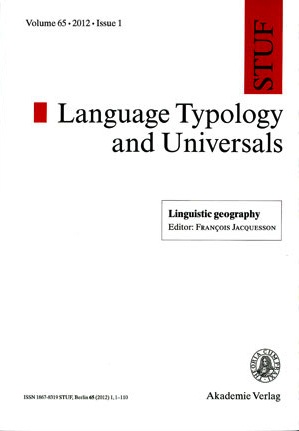 Volume 65 • 2012 • Issue 1
STUF
Language Typology
and Universals
Linguistic geography
Editor: FRANÇOIS JACQUESSON
ISSN 1867-8319 STUF, Berlin 65 (2012) 1, 1–110
Akademie Verlag